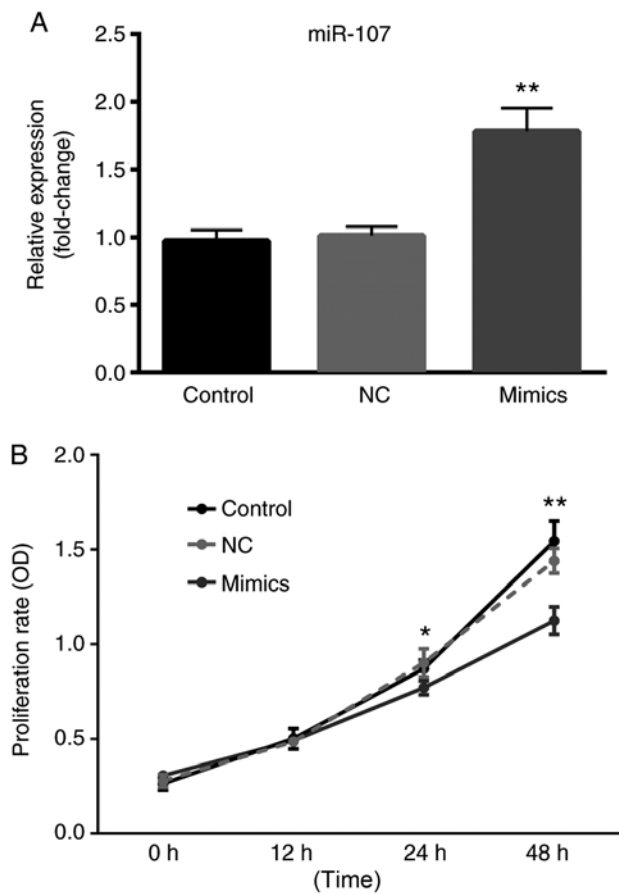 A
miR-107
Relative expression
(fold-change)
2.5
2.0
1.5
1.0
0.5
0.0
**
Control NC Mimics
B
Proliferation rate (OD)
2.0
1.5
1.0
0.5
0.0
Control
NC
Mimics
*
**
0 h 12 h 24 h 48 h
(Time)